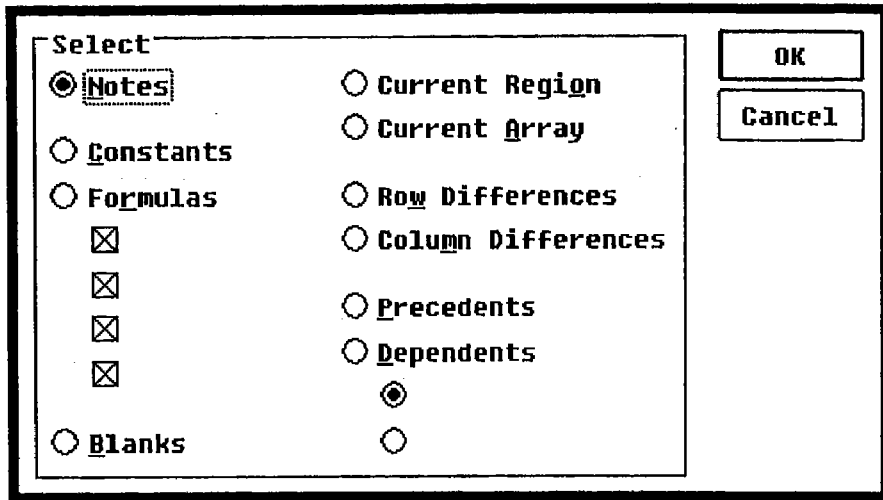 Select
Notes
Constants
Formulas
Blanks
Current Region
Current Array
Row Differences
Column Differences
Precedents
Dependents
OK
Cancel